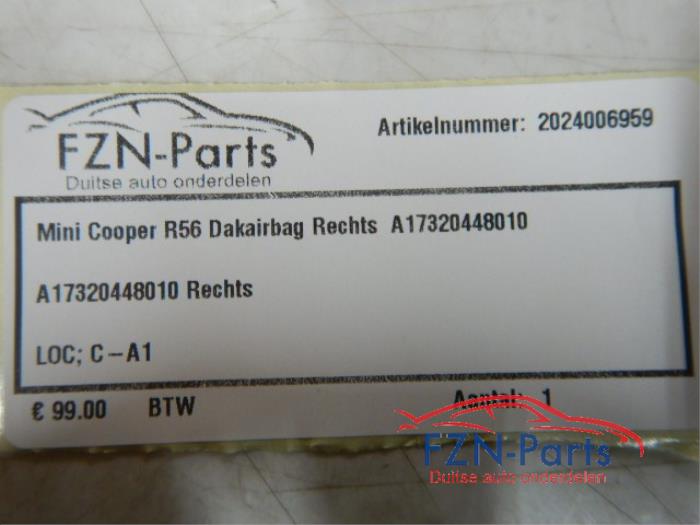 FZN-Parts
Duitse auto onderdelen
Artikelnummer: 2024006959
Mini Cooper R56 Dakairbag Rechts A17320448010
A17320448010 Rechts
LOC; C-A1
€ 99.00 BTW Aantal: 1
FZN-Parts
Duitse auto onderdelen